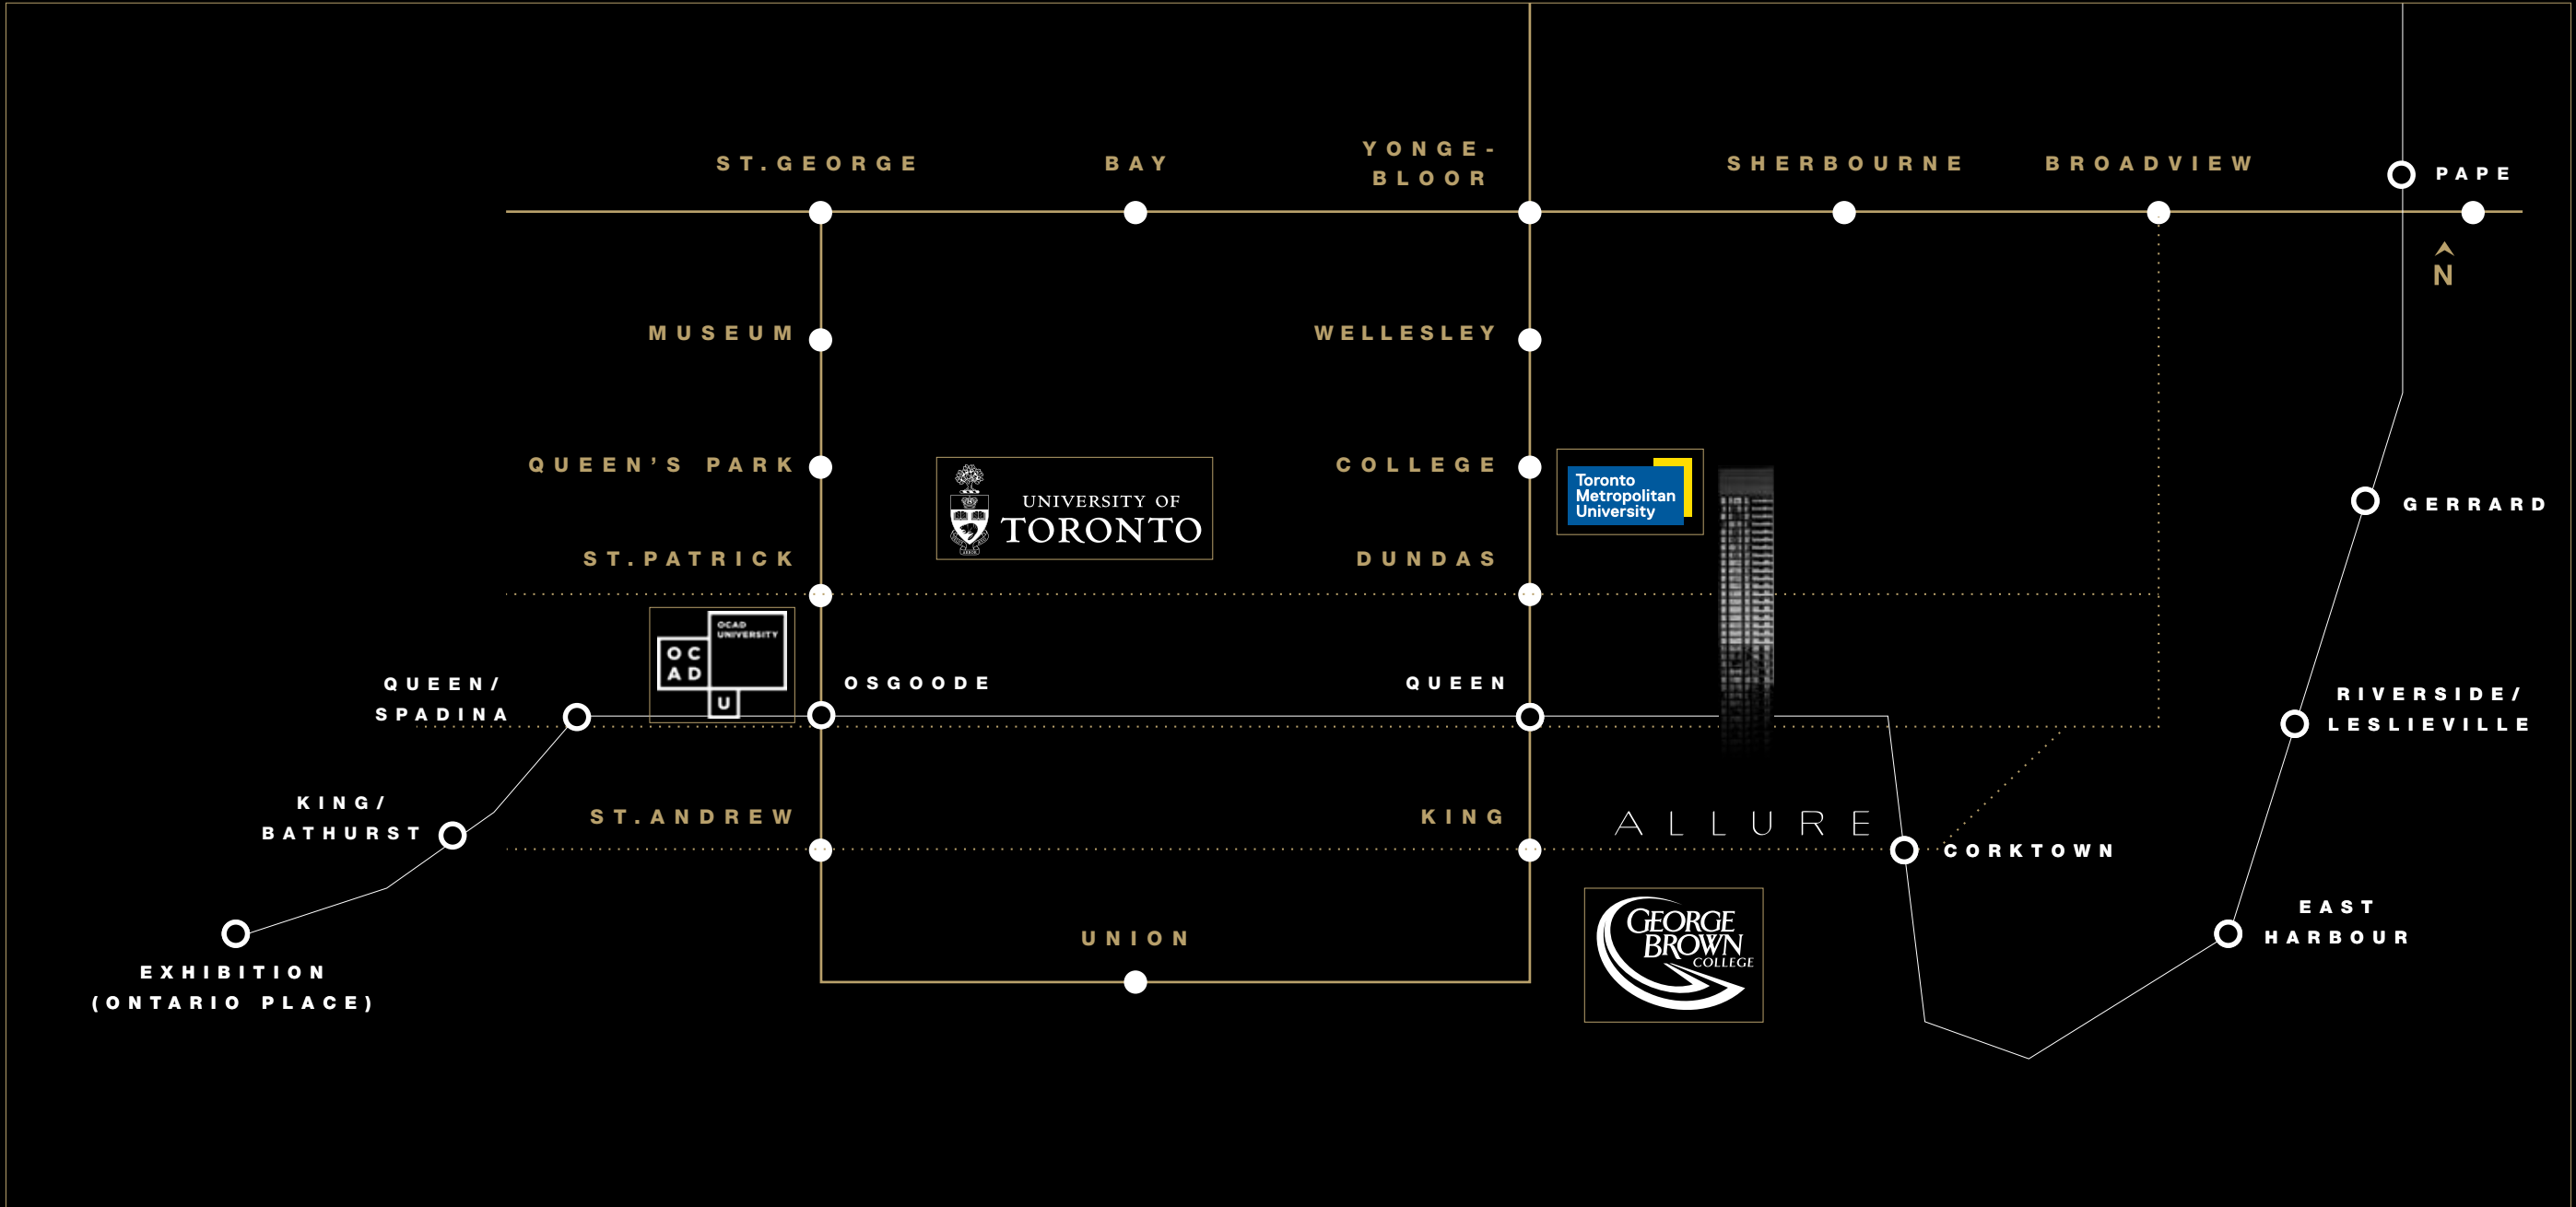 ST.GEORGE
BAY
YONGE-
BLOOR
SHERBOURNE
BROADVIEW
PAPE
N
MUSEUM
WELLESLEY
QUEEN’S PARK
UNIVERSITY OF
TORONTO
COLLEGE
Toronto
Metropolitan
University
GERRARD
ST.PATRICK
DUNDAS
OCAD
UNIVERSITY
OC
AD
U
QUEEN/
SPADINA
OSGOODE
QUEEN
RIVERSIDE/
LESLIEVILLE
KING/
BATHURST
ST.ANDREW
KING
ALLURE
CORKTOWN
EXHIBITION
(ONTARIO PLACE)
UNION
GEORGE
BROWN
COLLEGE
EAST
HARBOUR